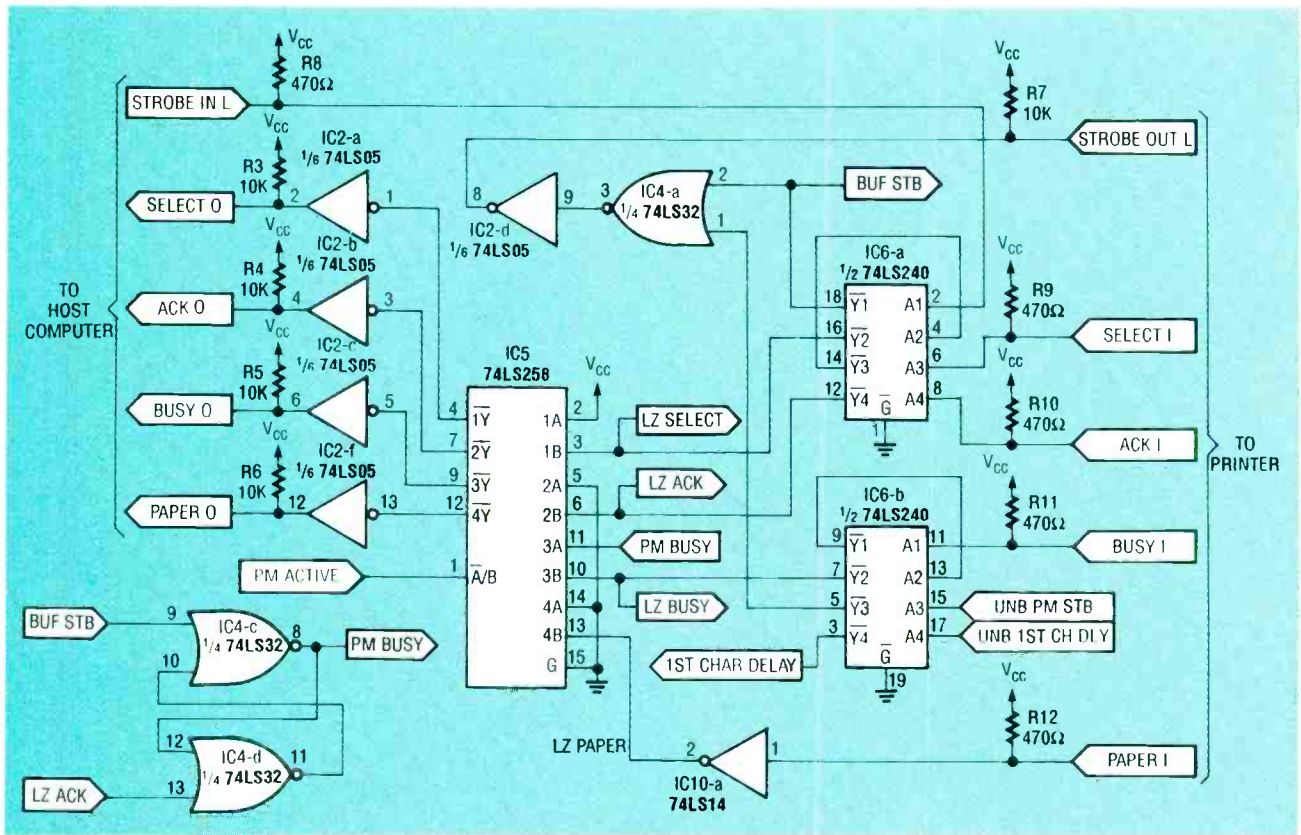 VCC
R8
470Ω
STROBE IN L
VCC
R3
10K
IC2-a
1/6 74LS05
SELECT O
2
1
VCC
R4
10K
IC2-b
1/6 74LS05
ACK O
4
3
VCC
R5
10K
IC2-c
1/6 74LS05
BUSY O
6
5
VCC
R6
10K
IC2-f
1/6 74LS05
PAPER O
12
13
TO
HOST
COMPUTER
8
9
IC2-d
1/6 74LS05
3
IC4-a
1/4 74LS32
2
1
BUF STB
VCC
R7
10K
STROBE OUT L
IC6-a
1/2 74LS240
18 Y1 A1 2
16 Y2 A2 4
14 Y3 A3 6
12 Y4 A4 8
G
1
VCC
R9
470Ω
SELECT I
VCC
R10
470Ω
ACK I
TO
PRINTER
IC5
74LS258
VCC
4 1Y 1A 2
1B 3
7 2Y 2A 5
2B 6
9 3Y 3A 11
3B 10
12 4Y 4A 14
4B 13
1 A/B G 15
LZ SELECT
LZ ACK
PM BUSY
LZ BUSY
PM ACTIVE
IC6-b
1/2 74LS240
9 Y1 A1 11
7 Y2 A2 13
5 Y3 A3 15
3 Y4 A4 17
G
19
VCC
R11
470Ω
BUSY I
UNB PM STB
UNB 1ST CH DLY
1ST CHAR DELAY
BUF STB
9
10
IC4-c
1/4 74LS32
8
PM BUSY
12
13
IC4-d
1/4 74LS32
11
LZ ACK
LZ PAPER
2
1
IC10-a
74LS14
VCC
R12
470Ω
PAPER I